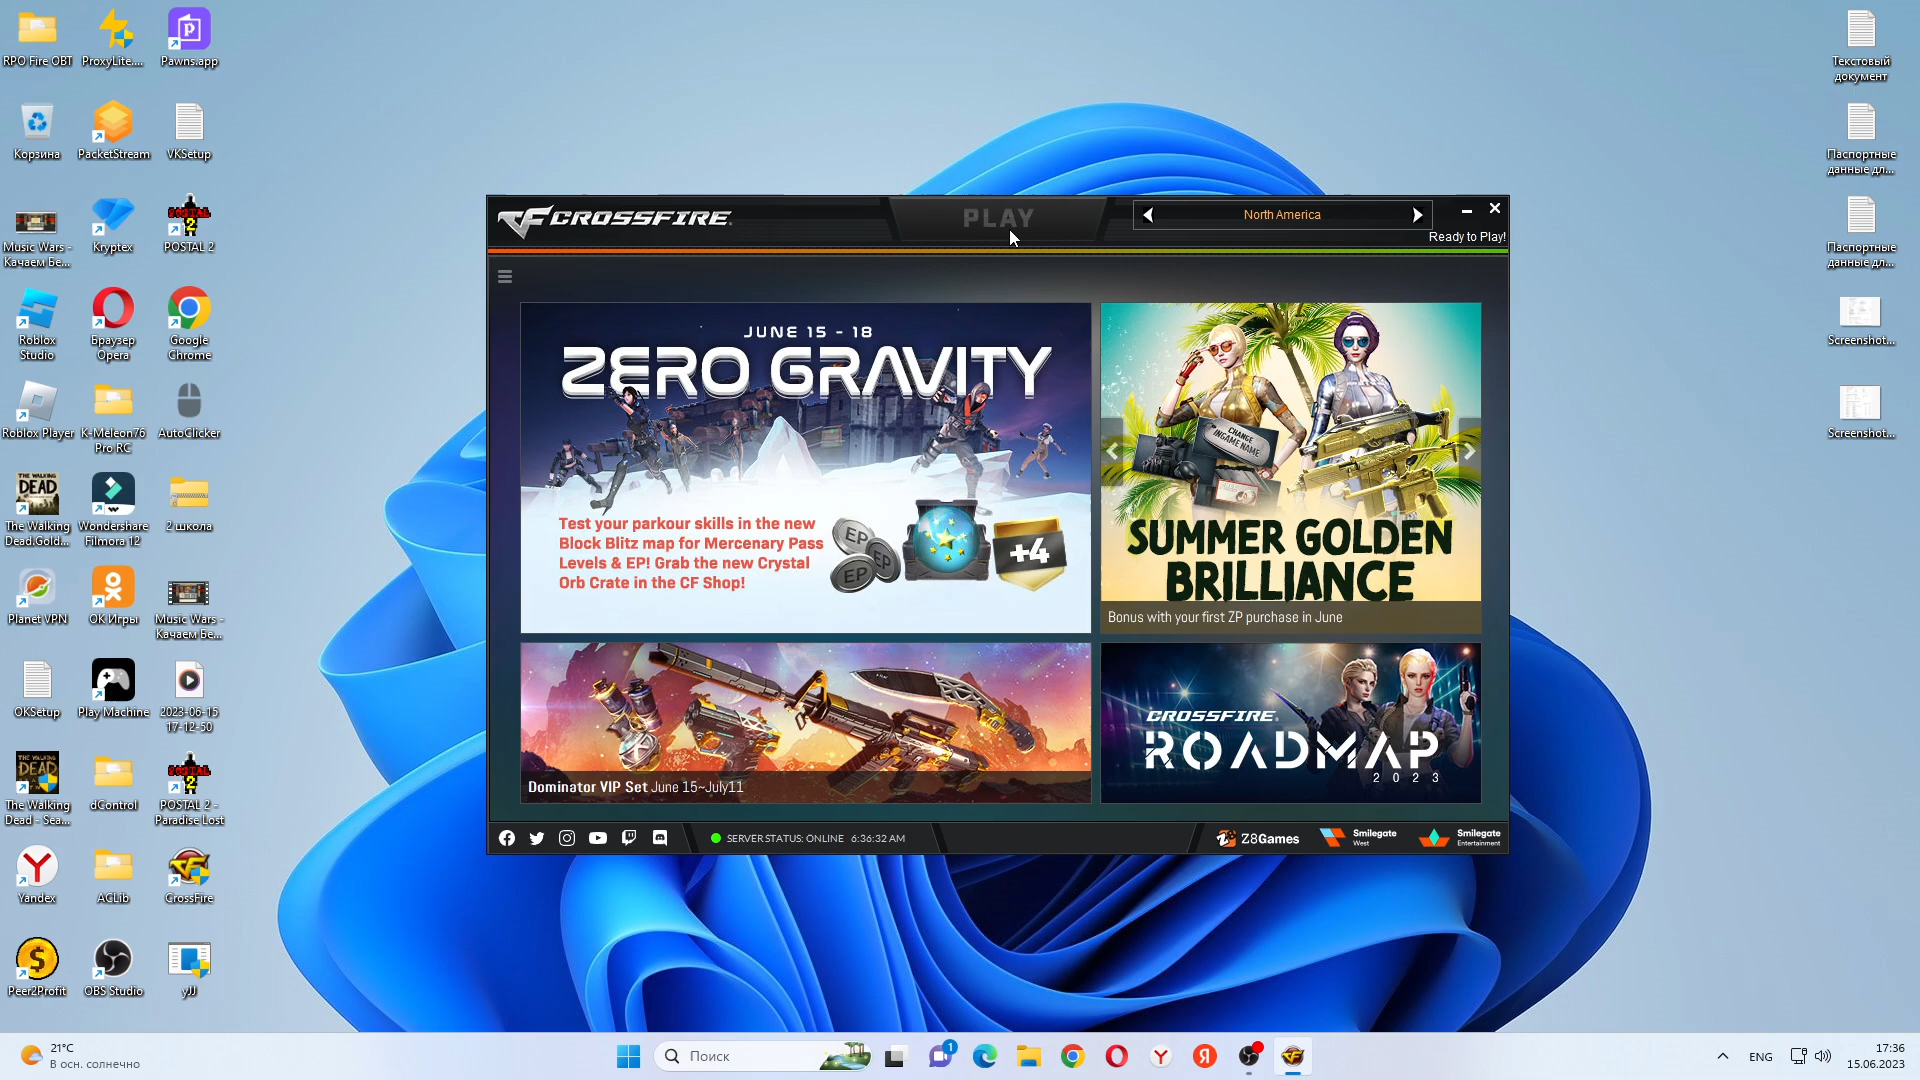 RPO Fire OBT
ProxyLite....
Pawns.app
Корзина
PacketStream
VKSetup
Music Wars -
Качаем Бе...
Kryptex
POSTAL 2
Roblox
Studio
Браузер
Opera
Google
Chrome
Roblox Player
K-Meleon76
Pro RC
AutoClicker
The Walking
Dead.Gold...
Wondershare
Filmora 12
2 школа
Planet VPN
ОК Игры
Music Wars -
Качаем Бе...
OKSetup
Play Machine
2023-06-15
17-12-50
The Walking
Dead - Sea...
dControl
POSTAL 2 -
Paradise Lost
Yandex
ACLib
CrossFire
Peer2Profit
OBS Studio
yJJ
CROSSFIRE
PLAY
North America
Ready to Play!
JUNE 15 - 18
ZERO GRAVITY
Test your parkour skills in the new
Block Blitz map for Mercenary Pass
Levels & EP! Grab the new Crystal
Orb Crate in the CF Shop!
EP
EP
EP
+4
CHANGE
INGAME NAME
SUMMER GOLDEN
BRILLIANCE
Bonus with your first ZP purchase in June
Dominator VIP Set June 15~July11
CROSSFIRE
ROADMAP
2023
SERVER STATUS: ONLINE 6:36:32 AM
Z8Games
Smilegate
West
Smilegate
Entertainment
Текстовый
документ
Паспортные
данные дл...
Паспортные
данные дл...
Screenshot...
Screenshot...
21°C
В осн. солнечно
Поиск
1
ENG
17:36
15.06.2023